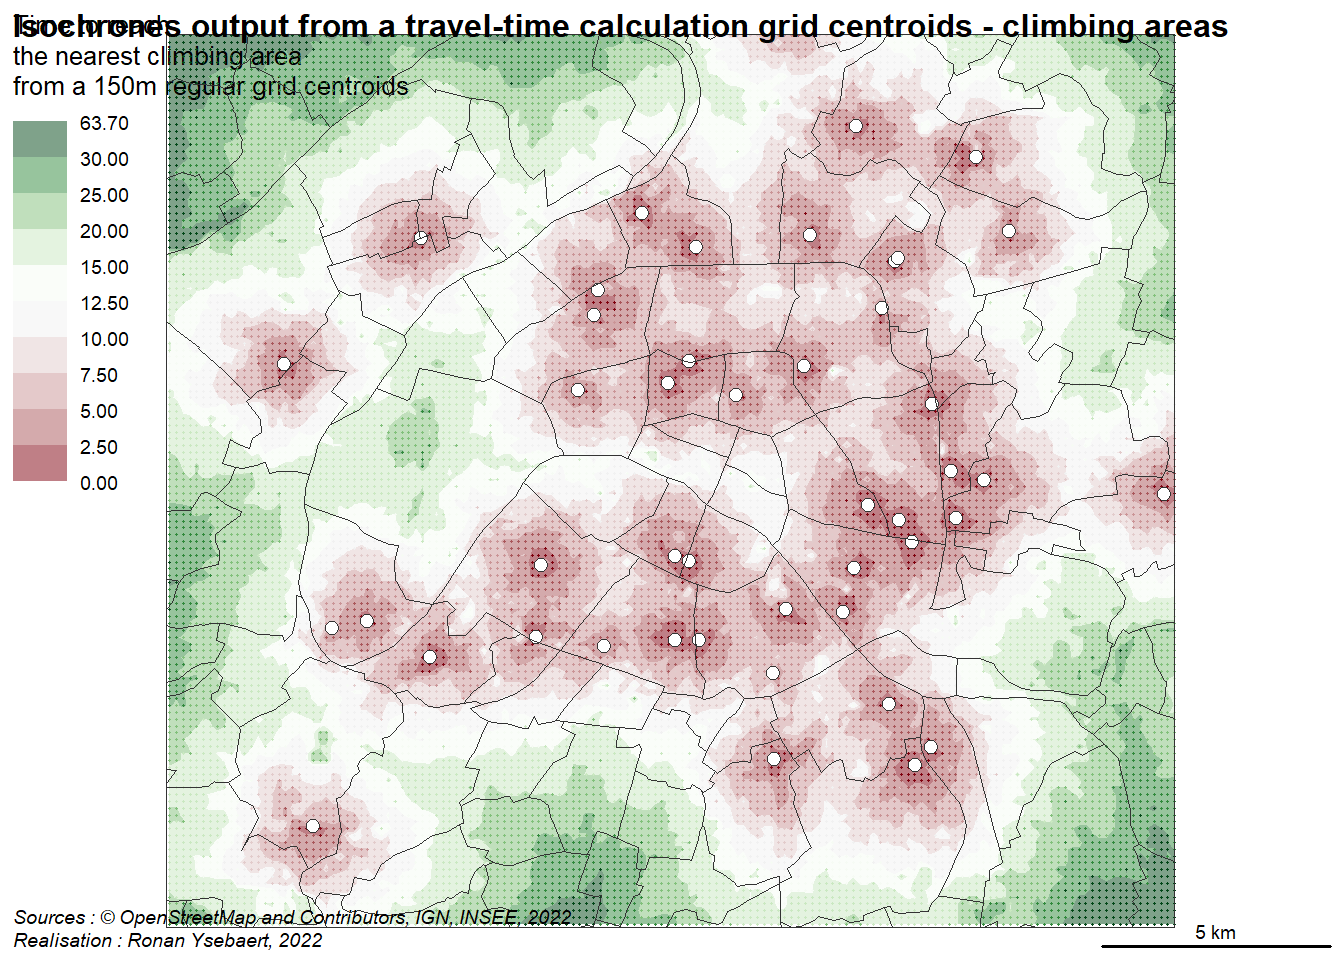 Isochrones output from a travel-time calculation grid centroids - climbing areas
Time to reach
the nearest climbing area
from a 150m regular grid centroids
63.70
30.00
25.00
20.00
15.00
12.50
10.00
7.50
5.00
2.50
0.00
Sources : © OpenStreetMap and Contributors, IGN, INSEE, 2022
Realisation : Ronan Ysebaert, 2022
5 km